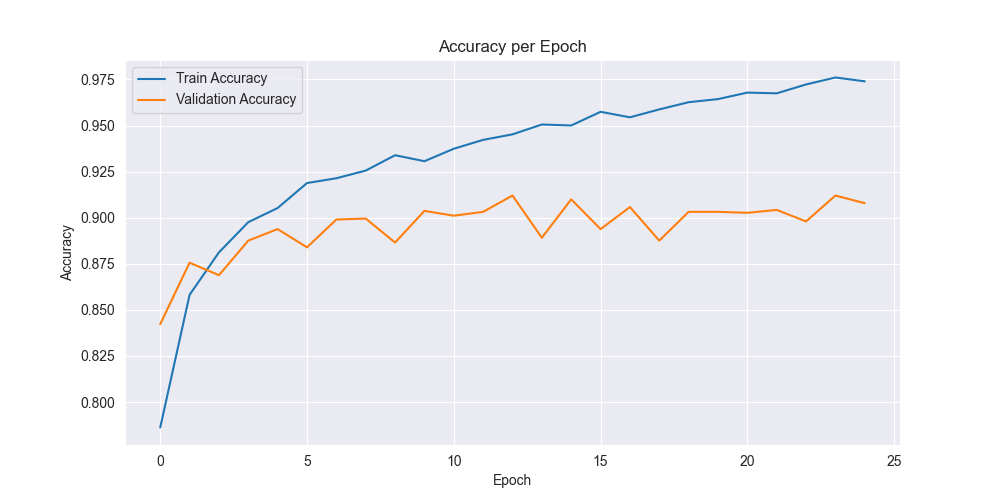 Accuracy per Epoch
Train Accuracy
Validation Accuracy
0.975
0.950
0.925
0.900
0.875
0.850
0.825
0.800
Accuracy
0 5 10 15 20 25
Epoch